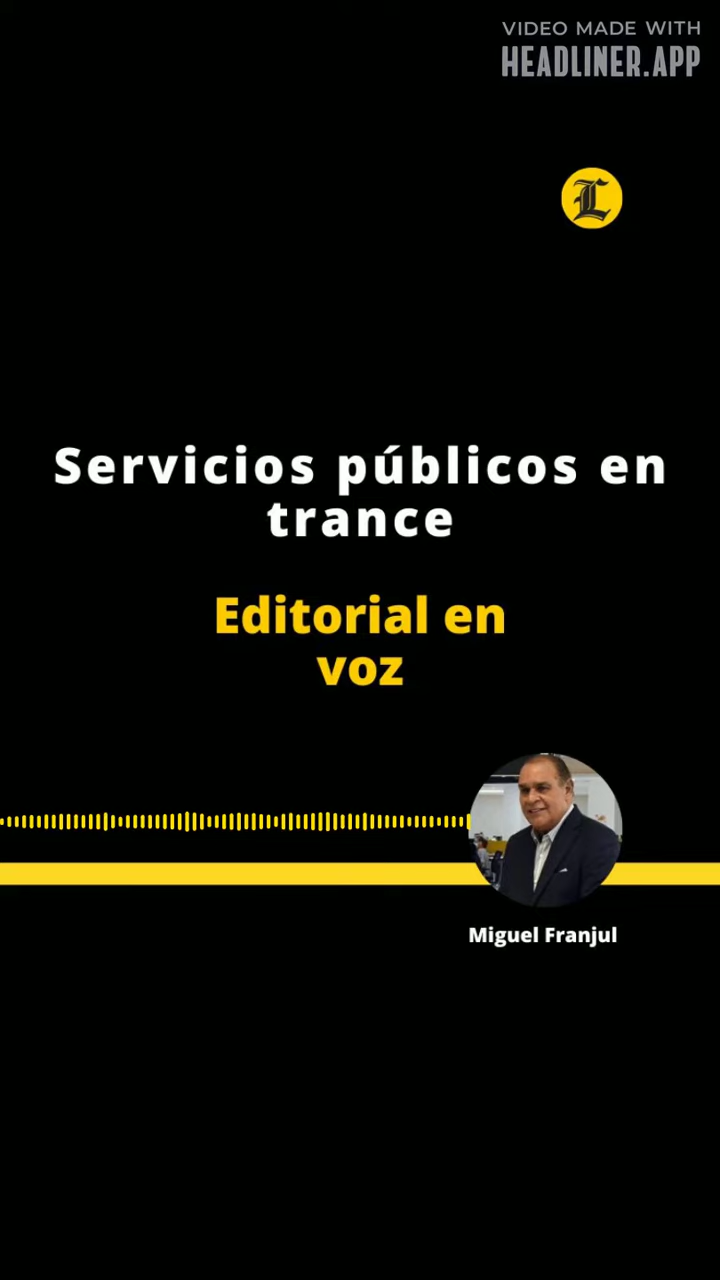 VIDEO MADE WITH
HEADLINER.APP
L
Servicios públicos en
trance
Editorial en
voz
Miguel Franjul